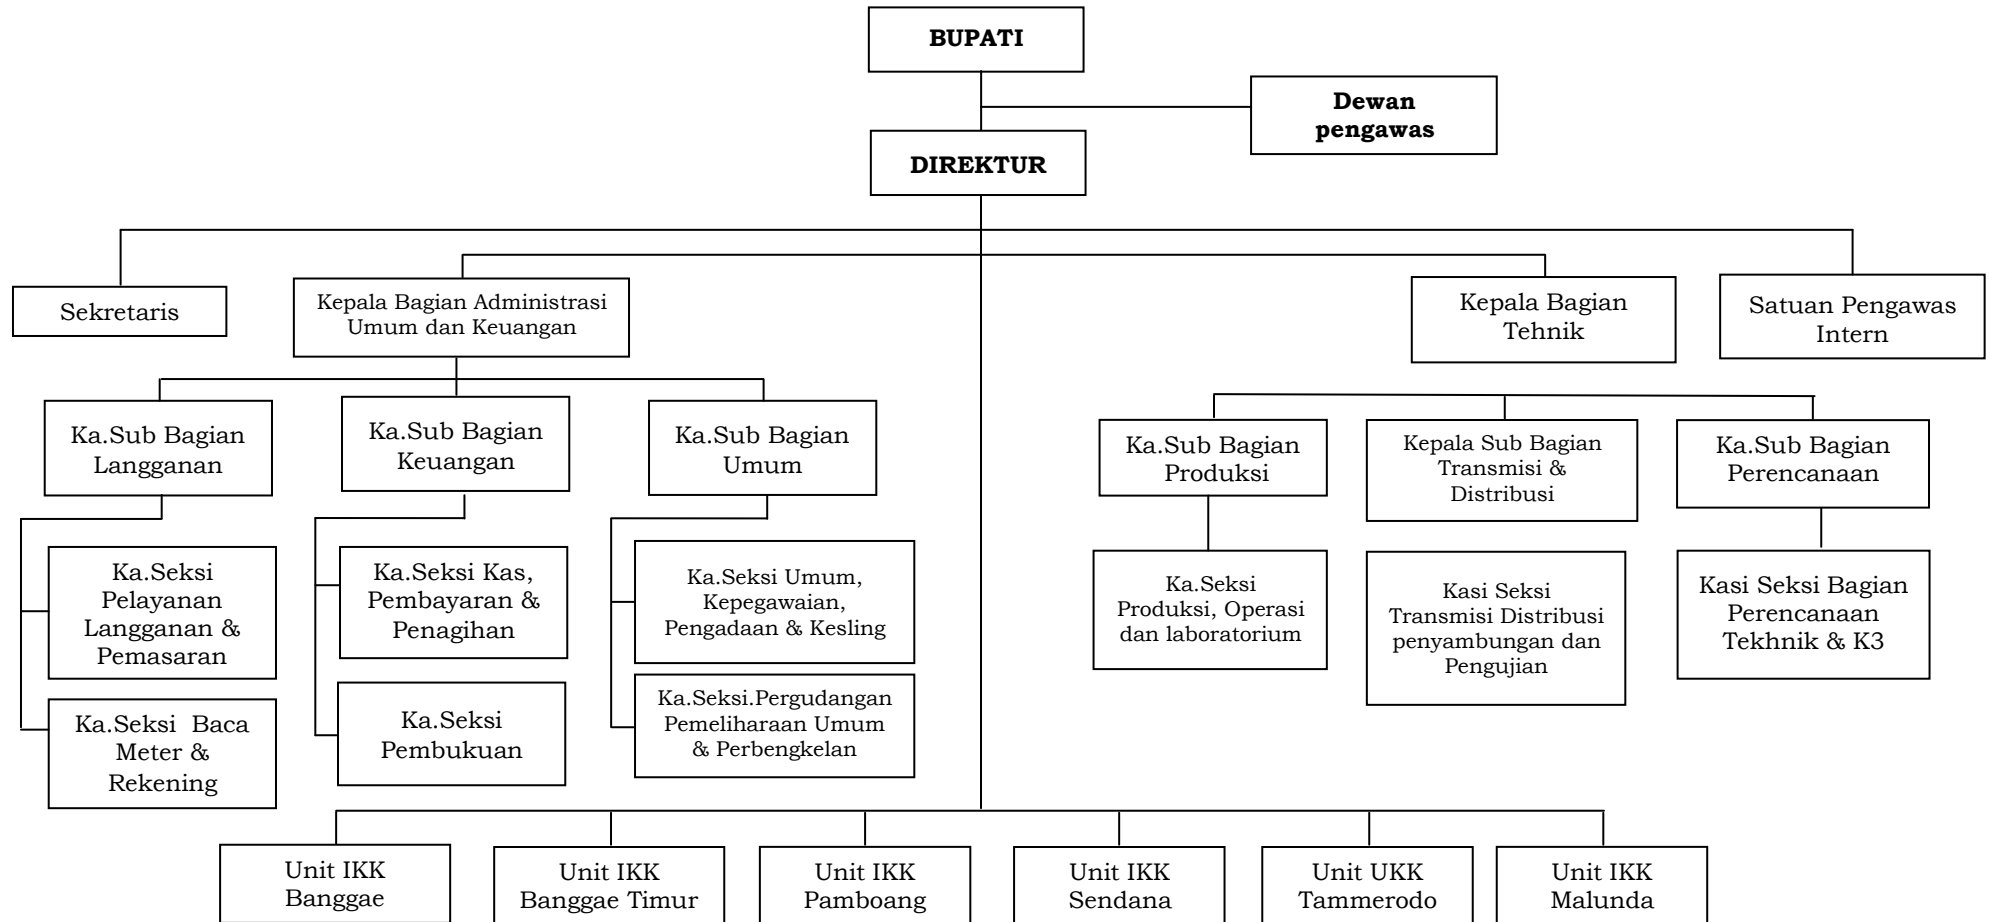 BUPATI
Dewan
pengawas
DIREKTUR
Sekretaris
Kepala Bagian Administrasi
Umum dan Keuangan
Kepala Bagian
Tehnik
Satuan Pengawas
Intern
Ka.Sub Bagian
Langganan
Ka.Sub Bagian
Keuangan
Ka.Sub Bagian
Umum
Ka.Sub Bagian
Produksi
Kepala Sub Bagian
Transmisi &
Distribusi
Ka.Sub Bagian
Perencanaan
Ka.Seksi
Pelayanan
Langganan &
Pemasaran
Ka.Seksi Kas,
Pembayaran &
Penagihan
Ka.Seksi Umum,
Kepegawaian,
Pengadaan & Kesling
Ka.Seksi
Produksi, Operasi
dan laboratorium
Kasi Seksi
Transmisi Distribusi
penyambungan dan
Pengujian
Kasi Seksi Bagian
Perencanaan
Tekhnik & K3
Ka.Seksi  Baca
Meter &
Rekening
Ka.Seksi
Pembukuan
Ka.Seksi.Pergudangan
Pemeliharaan Umum
& Perbengkelan
Unit IKK
Banggae
Unit IKK
Banggae Timur
Unit IKK
Pamboang
Unit IKK
Sendana
Unit UKK
Tammerodo
Unit IKK
Malunda